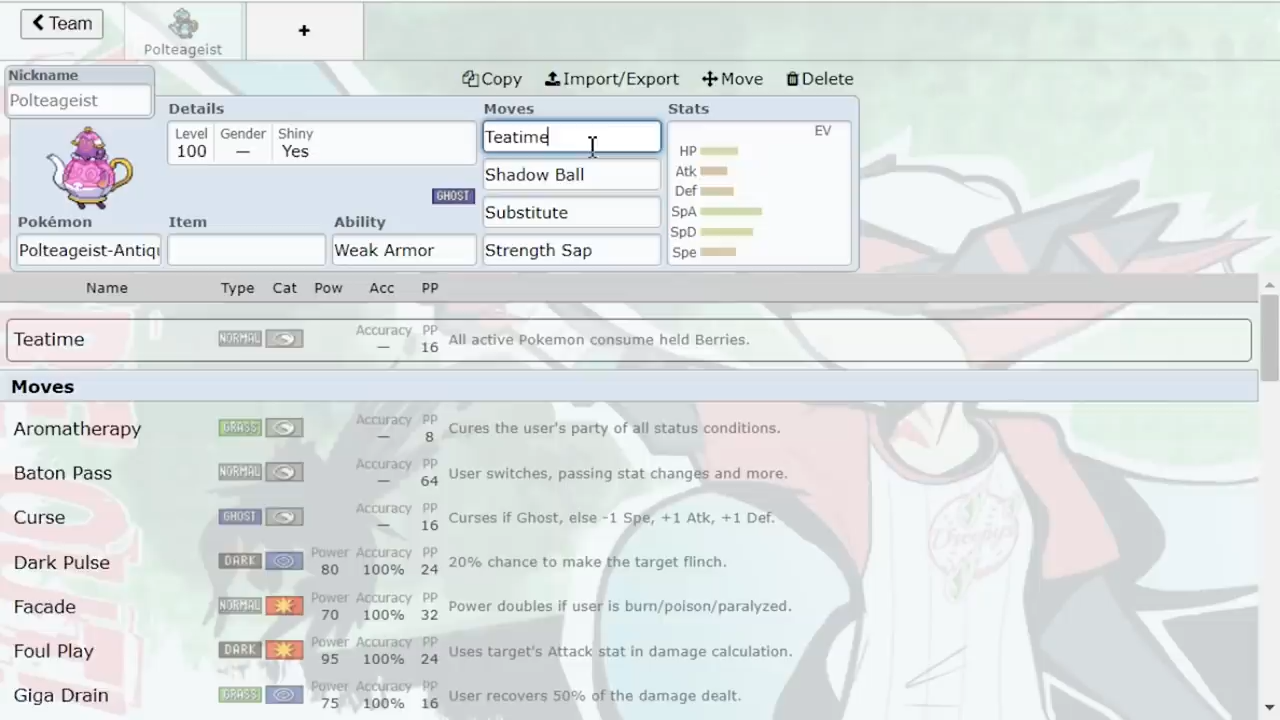 Team
Polteageist
+
Nickname
Polteageist
Copy
Import/Export
Move
Delete
Details
Level
100
Gender
—
Shiny
Yes
GHOST
Pokémon
Polteageist-Antiqu
Item
Ability
Weak Armor
Moves
Teatime
Shadow Ball
Substitute
Strength Sap
Stats
EV
HP
Atk
Def
SpA
SpD
Spe
Name Type Cat Pow Acc PP
Teatime NORMAL Accuracy — PP 16 All active Pokemon consume held Berries.
Moves
Aromatherapy GRASS Accuracy — PP 8 Cures the user's party of all status conditions.
Baton Pass NORMAL Accuracy — PP 64 User switches, passing stat changes and more.
Curse GHOST Accuracy — PP 16 Curses if Ghost, else -1 Spe, +1 Atk, +1 Def.
Dark Pulse DARK Power 80 Accuracy 100% PP 24 20% chance to make the target flinch.
Facade NORMAL Power 70 Accuracy 100% PP 32 Power doubles if user is burn/poison/paralyzed.
Foul Play DARK Power 95 Accuracy 100% PP 24 Uses target's Attack stat in damage calculation.
Giga Drain GRASS Power 75 Accuracy 100% PP 16 User recovers 50% of the damage dealt.